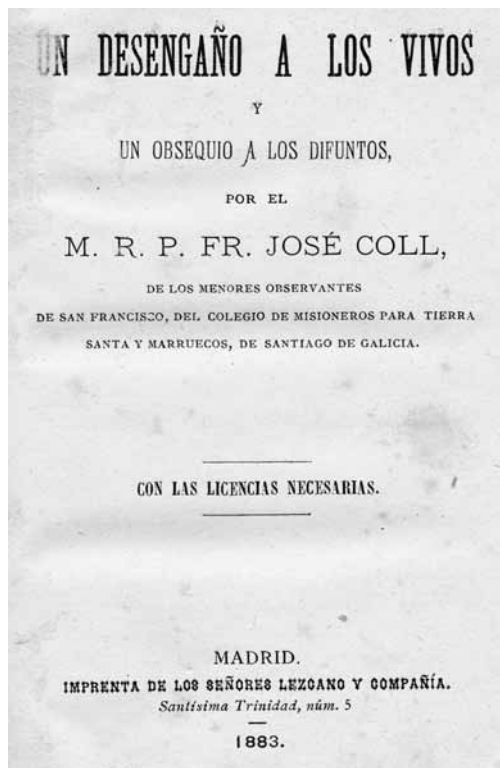 UN DESENGAÑO A LOS VIVOS
Y
UN OBSEQUIO A LOS DIFUNTOS,
POR EL
M. R. P. FR. JOSÉ COLL,
DE LOS MENORES OBSERVANTES
DE SAN FRANCISCO, DEL COLEGIO DE MISIONEROS PARA TIERRA
SANTA Y MARRUECOS, DE SANTIAGO DE GALICIA.
CON LAS LICENCIAS NECESARIAS.
MADRID.
IMPRENTA DE LOS SEÑORES LEZCANO Y COMPAÑÍA.
Santísima Trinidad, núm. 5
1883.